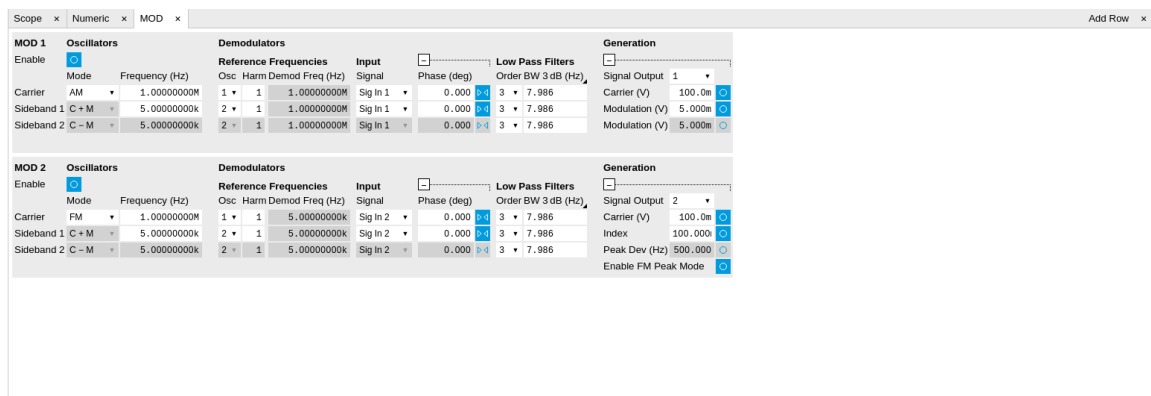 Scope × Numeric × MOD × Add Row ×
MOD 1 Oscillators Demodulators Generation
Enable Reference Frequencies Input Low Pass Filters
Mode Frequency (Hz) Osc Harm Demod Freq (Hz) Signal Phase (deg) Order BW 3 dB (Hz) Signal Output 1
Carrier AM 1.00000000M 1 1 1.00000000M Sig In 1 0.000 3 7.986 Carrier (V) 100.0m
Sideband 1 C + M 5.00000000k 2 1 1.00000000M Sig In 1 0.000 3 7.986 Modulation (V) 5.000m
Sideband 2 C − M 5.00000000k 2 1 1.00000000M Sig In 1 0.000 3 7.986 Modulation (V) 5.000m
MOD 2 Oscillators Demodulators Generation
Enable Reference Frequencies Input Low Pass Filters
Mode Frequency (Hz) Osc Harm Demod Freq (Hz) Signal Phase (deg) Order BW 3 dB (Hz) Signal Output 2
Carrier FM 1.00000000M 1 1 5.00000000k Sig In 2 0.000 3 7.986 Carrier (V) 100.0m
Sideband 1 C + M 5.00000000k 2 1 5.00000000k Sig In 2 0.000 3 7.986 Index 100.000
Sideband 2 C − M 5.00000000k 2 1 5.00000000k Sig In 2 0.000 3 7.986 Peak Dev (Hz) 500.000
Enable FM Peak Mode